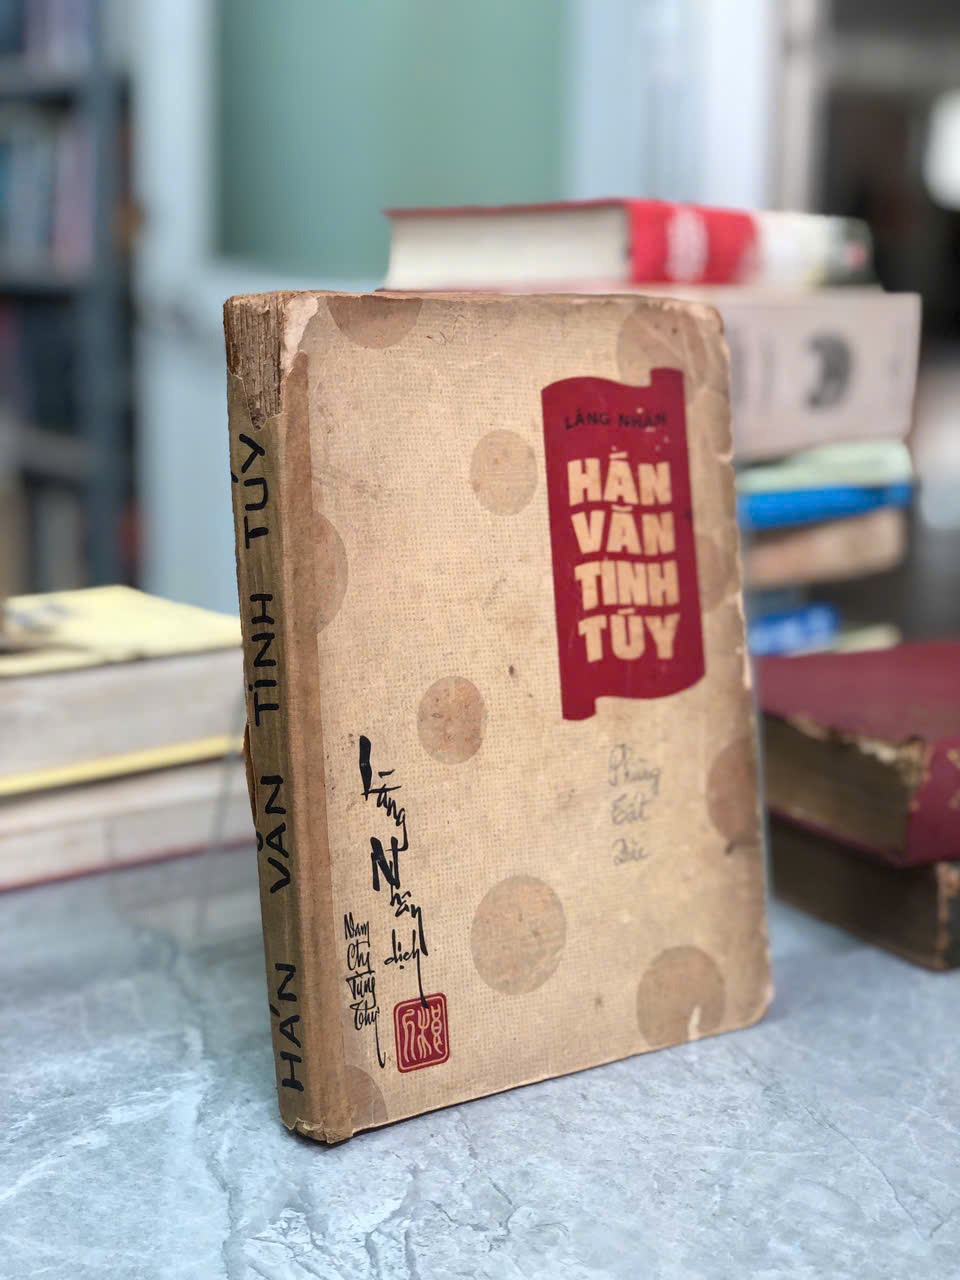 HÁN VĂN TINH TÚY
LÃNG NHÂN
HÁN
VĂN
TINH
TÚY
Phùng
Tất
Đắc
Lãng
Nhân
dịch
Nam
Chi
Tùng
Thư